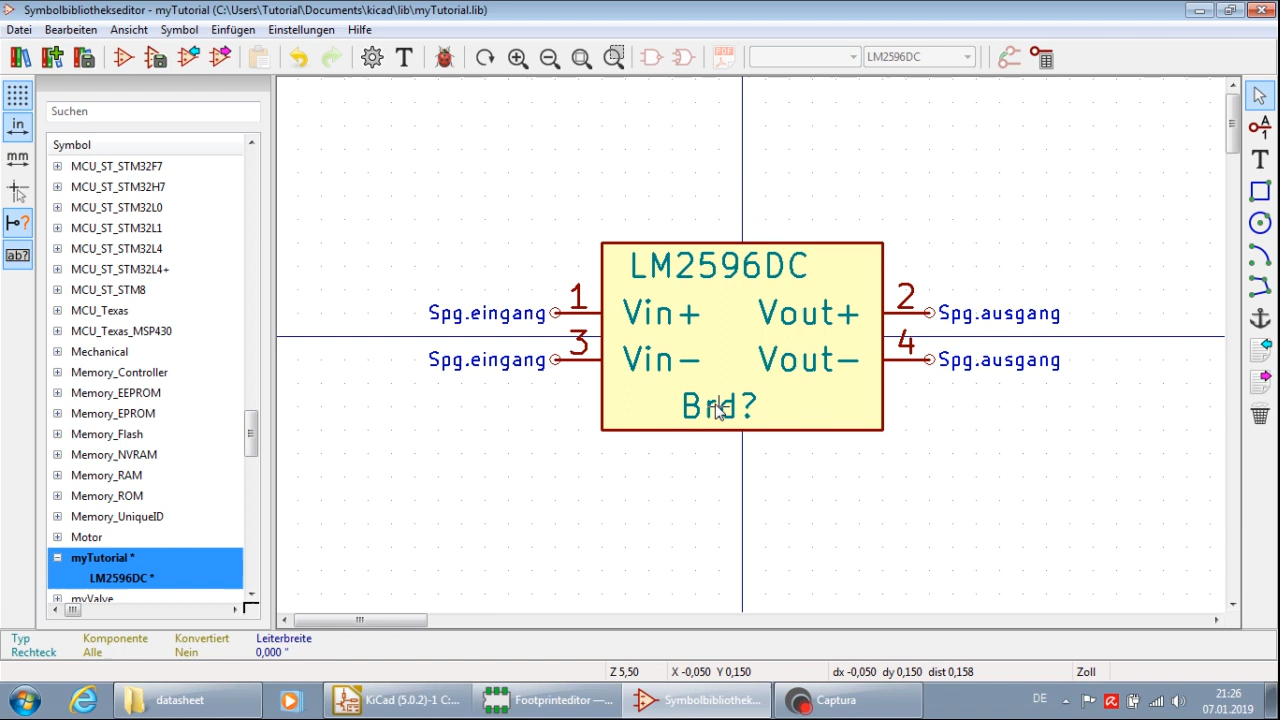 Symbolbibliothekseditor - myTutorial (C:\Users\Tutorial\Documents\kicad\lib\myTutorial.lib)
Datei Bearbeiten Ansicht Symbol Einfügen Einstellungen Hilfe
T PDF LM2596DC
Suchen
Symbol
MCU_ST_STM32F7
MCU_ST_STM32H7
MCU_ST_STM32L0
MCU_ST_STM32L1
MCU_ST_STM32L4
MCU_ST_STM32L4+
MCU_ST_STM8
MCU_Texas
MCU_Texas_MSP430
Mechanical
Memory_Controller
Memory_EEPROM
Memory_EPROM
Memory_Flash
Memory_NVRAM
Memory_RAM
Memory_ROM
Memory_UniqueID
Motor
myTutorial *
LM2596DC *
myValve
in
mm
ab?
LM2596DC
Spg.eingang 1 Vin+ Vout+ 2 Spg.ausgang
Spg.eingang 3 Vin- Vout- 4 Spg.ausgang
Brd?
A
1
T
Typ Komponente Konvertiert Leiterbreite
Rechteck Alle Nein 0,000 "
Z 5,50 X -0,050 Y 0,150 dx -0,050 dy 0,150 dist 0,158 Zoll
datasheet KiCad (5.0.2)-1 C:... Footprinteditor —... Symbolbibliothek... Captura DE 21:26
07.01.2019